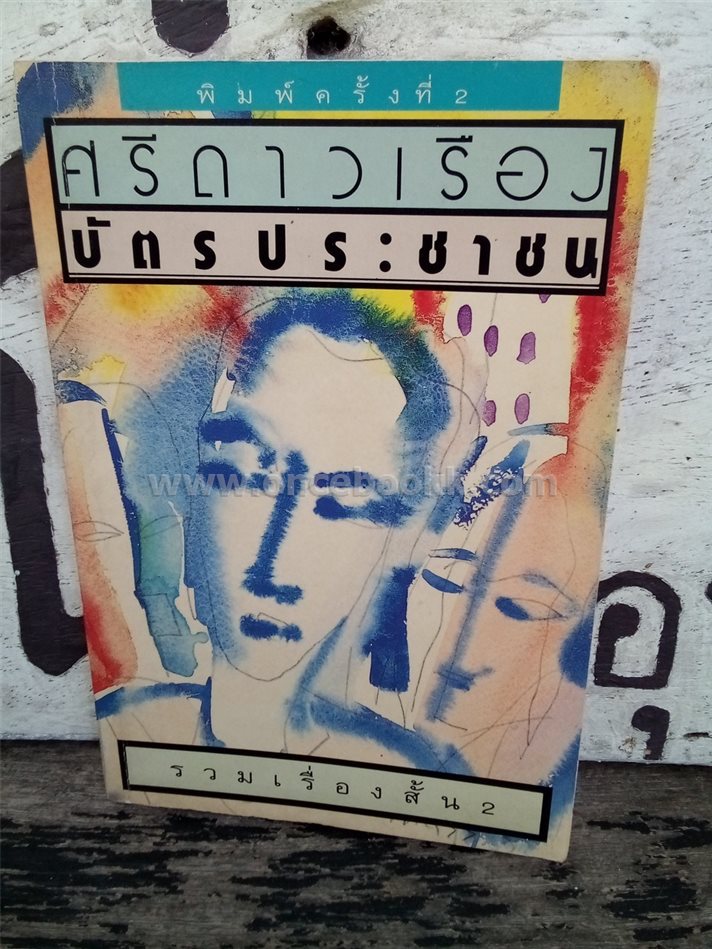 พิมพ์ครั้งที่ 2
ศรีดาวเรือง
บัตรประชาชน
www.oncebookk.com
อุ
รวมเรื่องสั้น 2